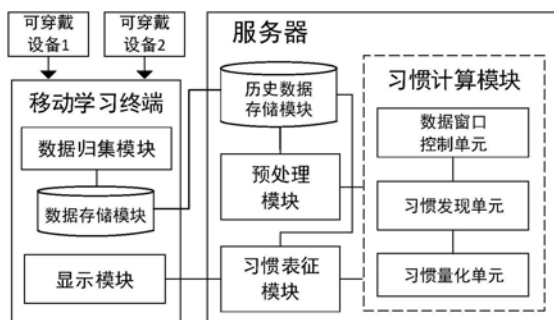 可穿戴
设备1
可穿戴
设备2
移动学习终端
数据归集模块
数据存储模块
显示模块
服务器
历史数据
存储模块
预处理
模块
习惯表征
模块
习惯计算模块
数据窗口
控制单元
习惯发现单元
习惯量化单元